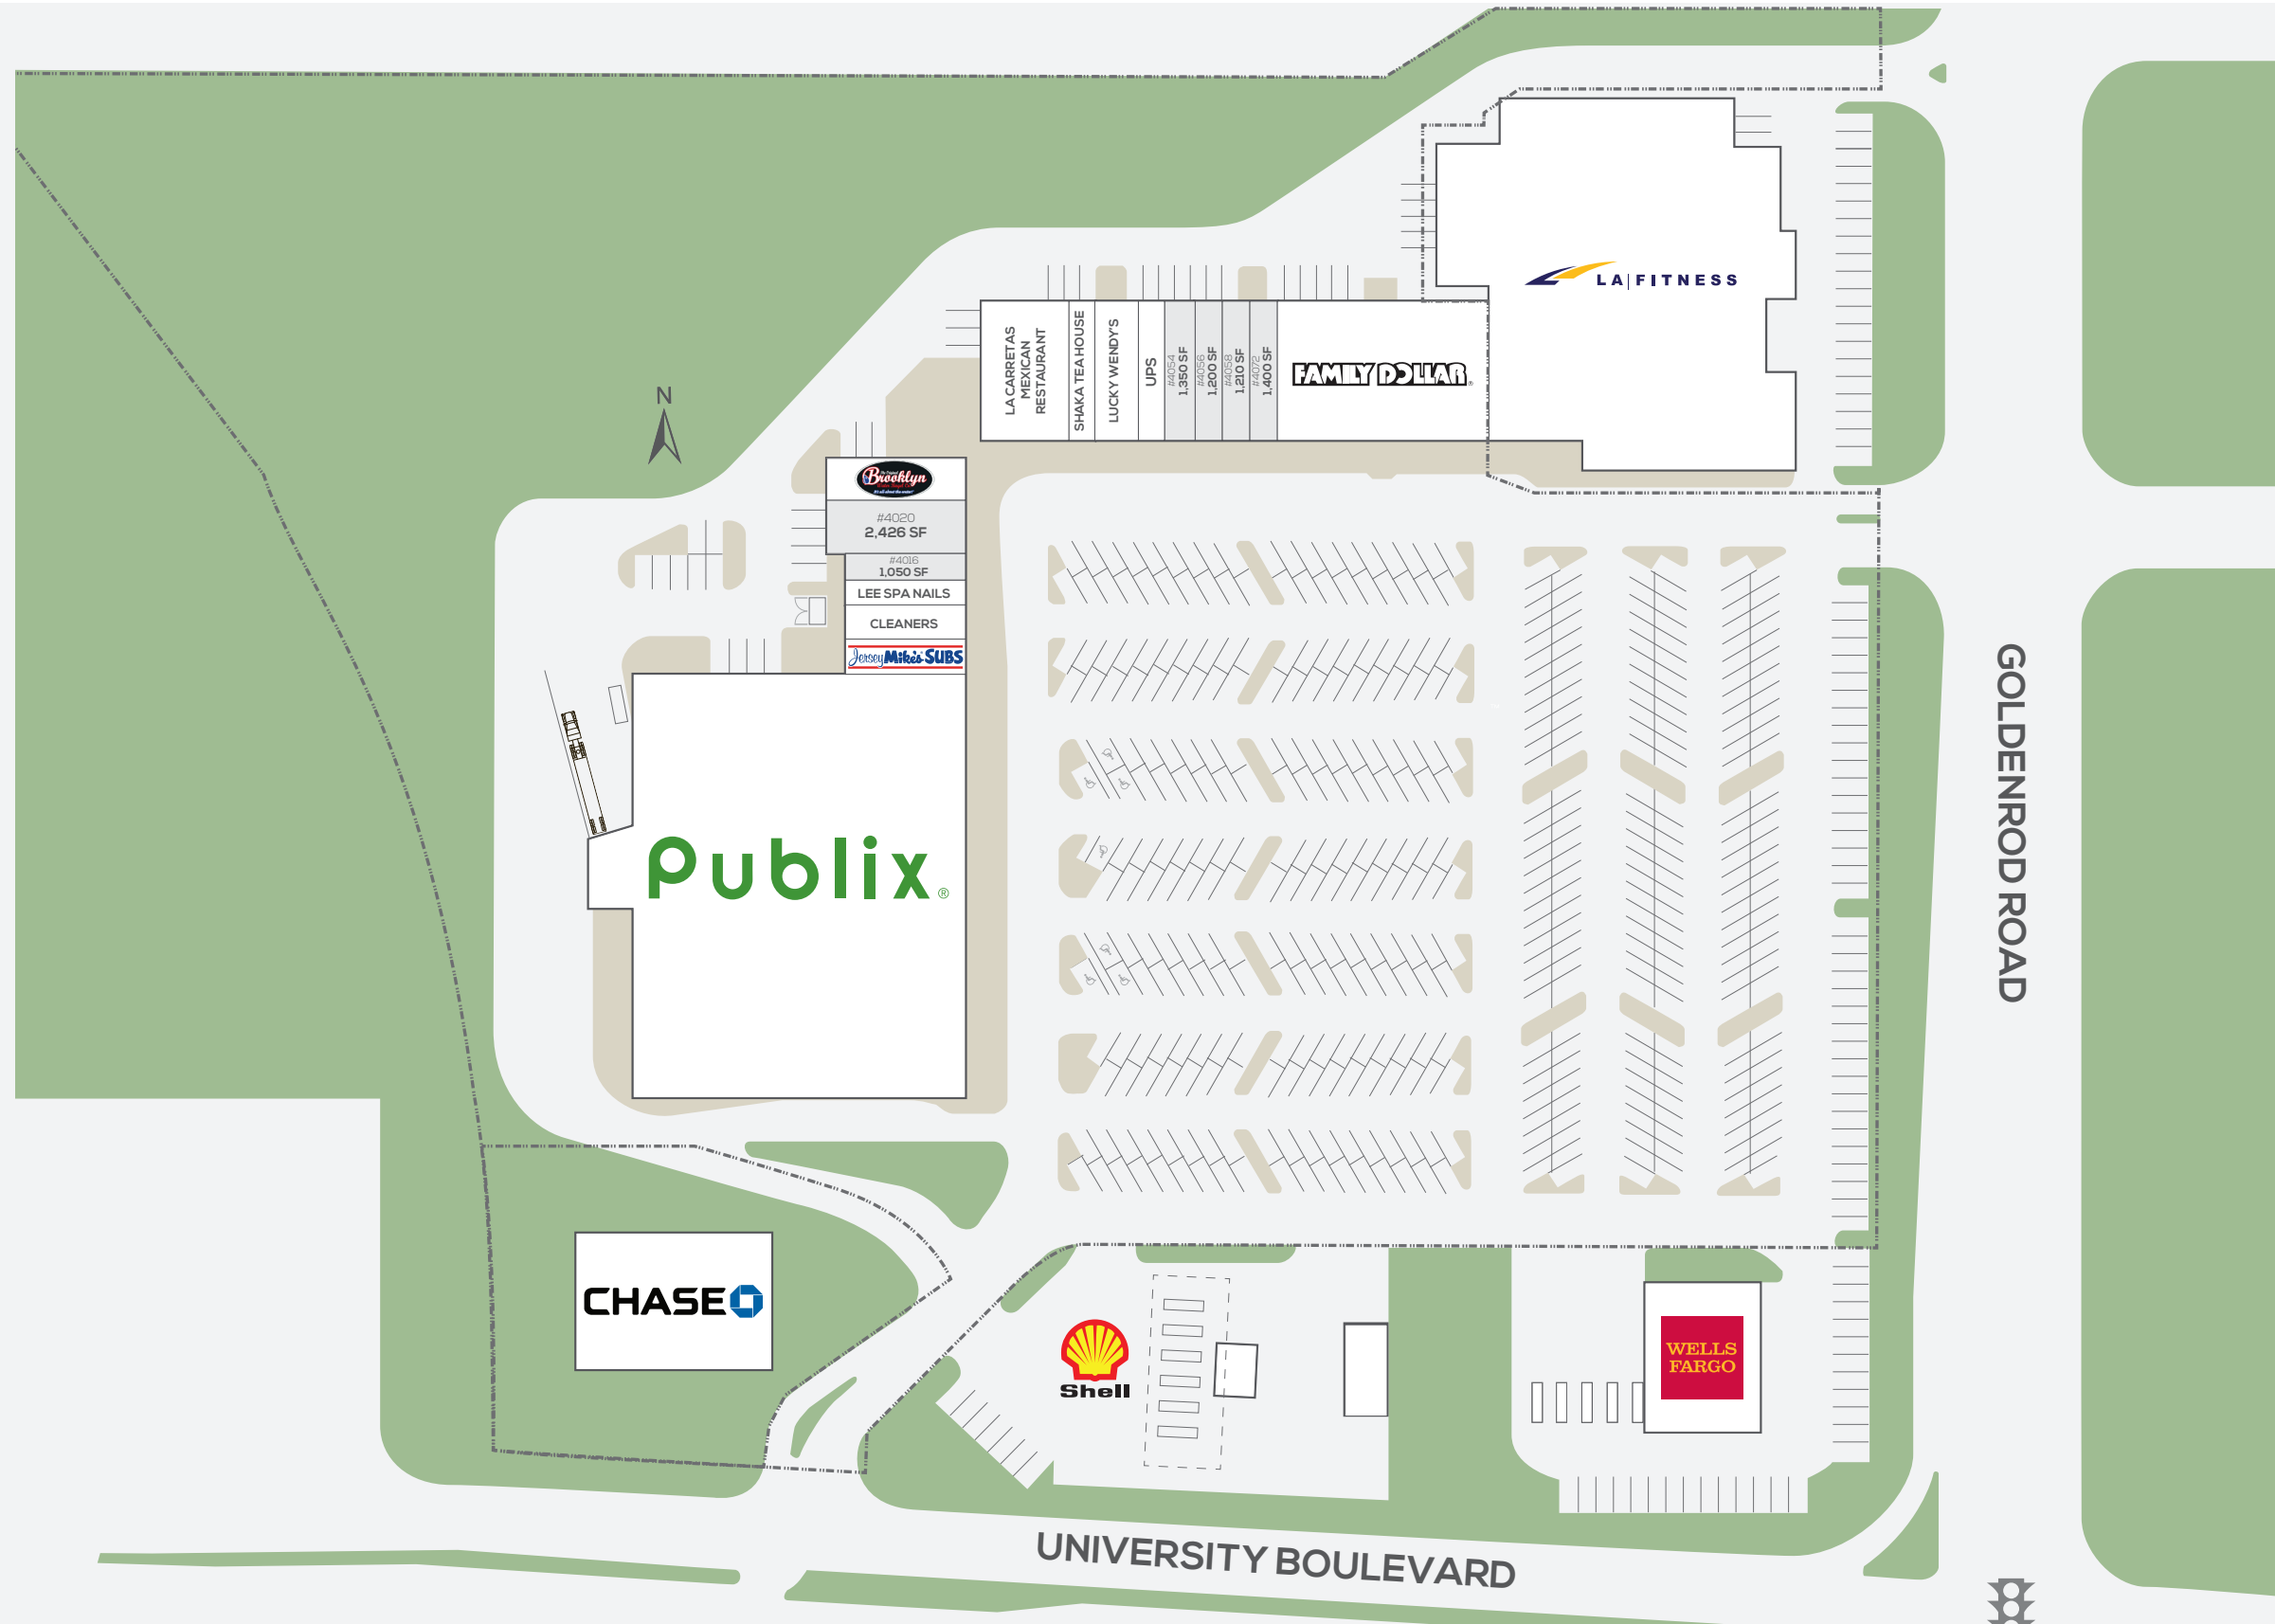 LA FITNESS
LA CARRETAS
MEXICAN
RESTAURANT
SHAKA TEA HOUSE
LUCKY WENDY'S
UPS
#4054
1,350 SF
#4056
1,200 SF
#4058
1,210 SF
#4072
1,400 SF
FAMILY DOLLAR®
N
Brooklyn
#4020
2,426 SF
#4016
1,050 SF
LEE SPA NAILS
CLEANERS
Jersey Mike's SUBS
Publix®
GOLDENROD ROAD
CHASE
Shell
WELLS
FARGO
UNIVERSITY BOULEVARD